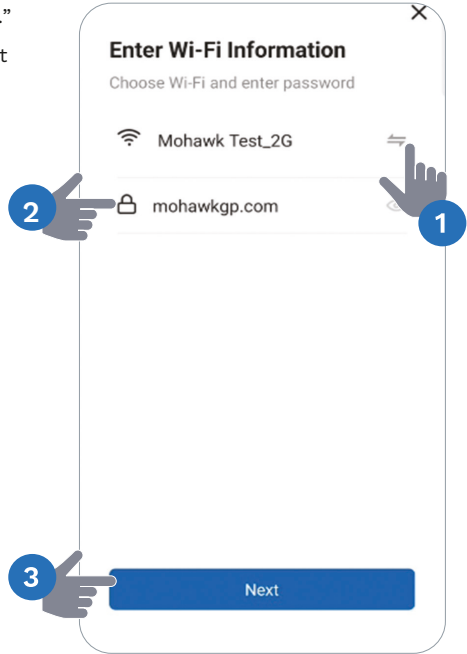 .”
t
Enter Wi-Fi Information
Choose Wi-Fi and enter password
Mohawk Test_2G
1
2
mohawkgp.com
3
Next